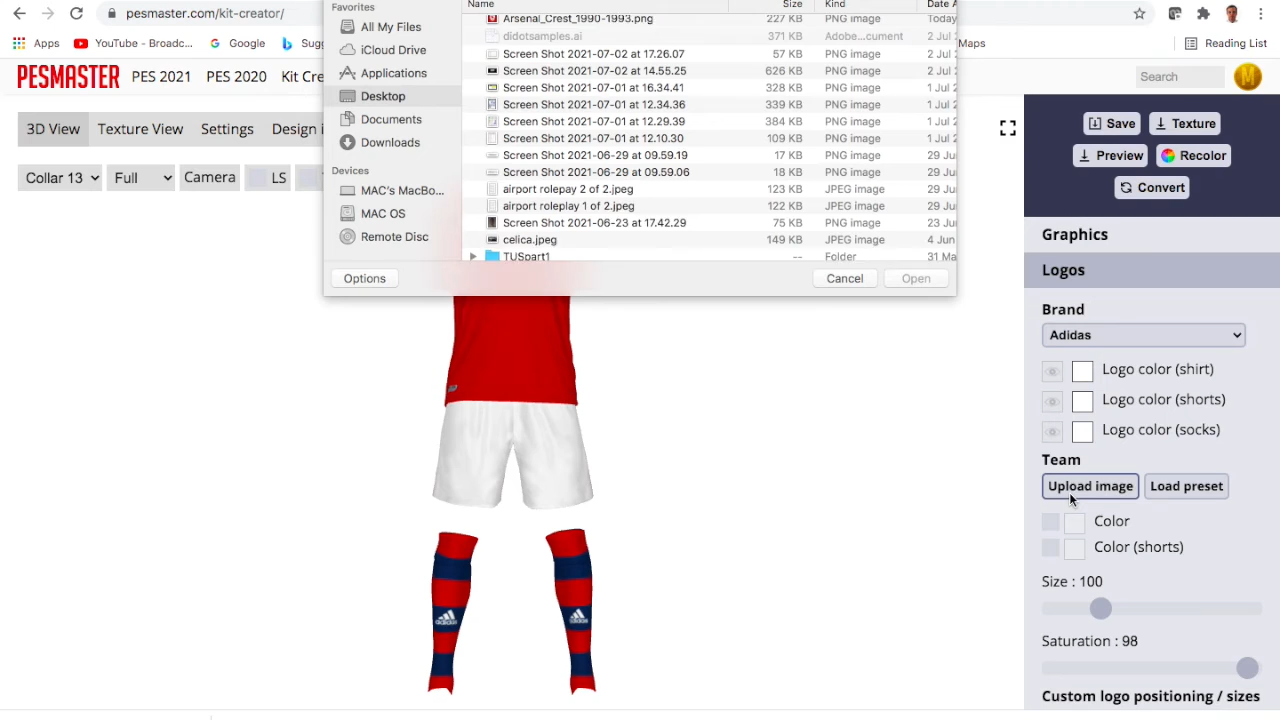 pesmaster.com/kit-creator/
Apps YouTube - Broadc... Google Sugg Maps Reading List
PESMASTER PES 2021 PES 2020 Kit Cre Search M
3D View Texture View Settings Design i
Collar 13 Full Camera LS
Favorites
All My Files
iCloud Drive
Applications
Desktop
Documents
Downloads
Devices
MAC's MacBo...
MAC OS
Remote Disc
Name Size Kind Date A
Arsenal_Crest_1990-1993.png 227 KB PNG image Today
didotsamples.ai 371 KB Adobe...cument 2 Jul
Screen Shot 2021-07-02 at 17.26.07 57 KB PNG image 2 Jul
Screen Shot 2021-07-02 at 14.55.25 626 KB PNG image 2 Jul
Screen Shot 2021-07-01 at 16.34.41 328 KB PNG image 1 Jul
Screen Shot 2021-07-01 at 12.34.36 339 KB PNG image 1 Jul
Screen Shot 2021-07-01 at 12.29.39 384 KB PNG image 1 Jul
Screen Shot 2021-07-01 at 12.10.30 109 KB PNG image 1 Jul
Screen Shot 2021-06-29 at 09.59.19 17 KB PNG image 29 Ju
Screen Shot 2021-06-29 at 09.59.06 18 KB PNG image 29 Ju
airport rolepay 2 of 2.jpeg 123 KB JPEG image 29 Ju
airport roleplay 1 of 2.jpeg 122 KB JPEG image 29 Ju
Screen Shot 2021-06-23 at 17.42.29 75 KB PNG image 23 Ju
celica.jpeg 149 KB JPEG image 4 Jun
TUSpart1 -- Folder 31 Ma
Options Cancel Open
Save Texture
Preview Recolor
Convert
Graphics
Logos
Brand
Adidas
Logo color (shirt)
Logo color (shorts)
Logo color (socks)
Team
Upload image Load preset
Color
Color (shorts)
Size : 100
Saturation : 98
Custom logo positioning / sizes
adidas adidas